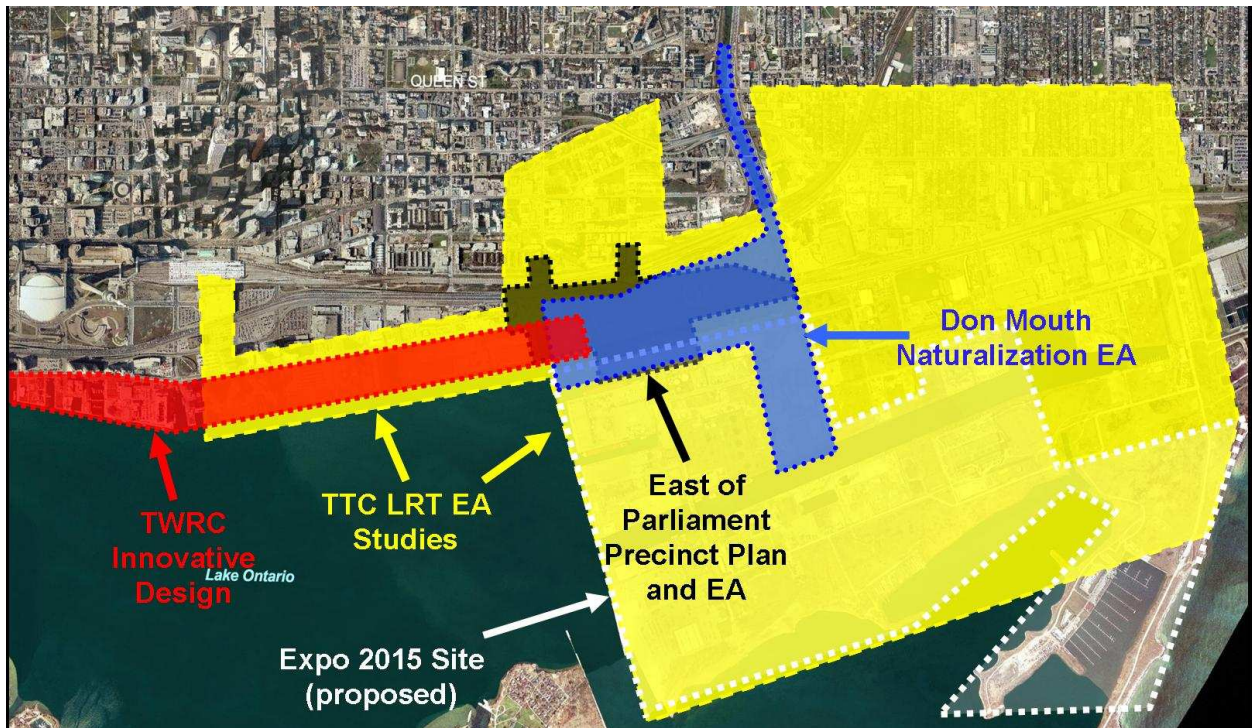 QUEEN ST
Don Mouth
Naturalization EA
TWRC
Innovative
Design
TTC LRT EA
Studies
East of
Parliament
Precinct Plan
and EA
Lake Ontario
Expo 2015 Site
(proposed)